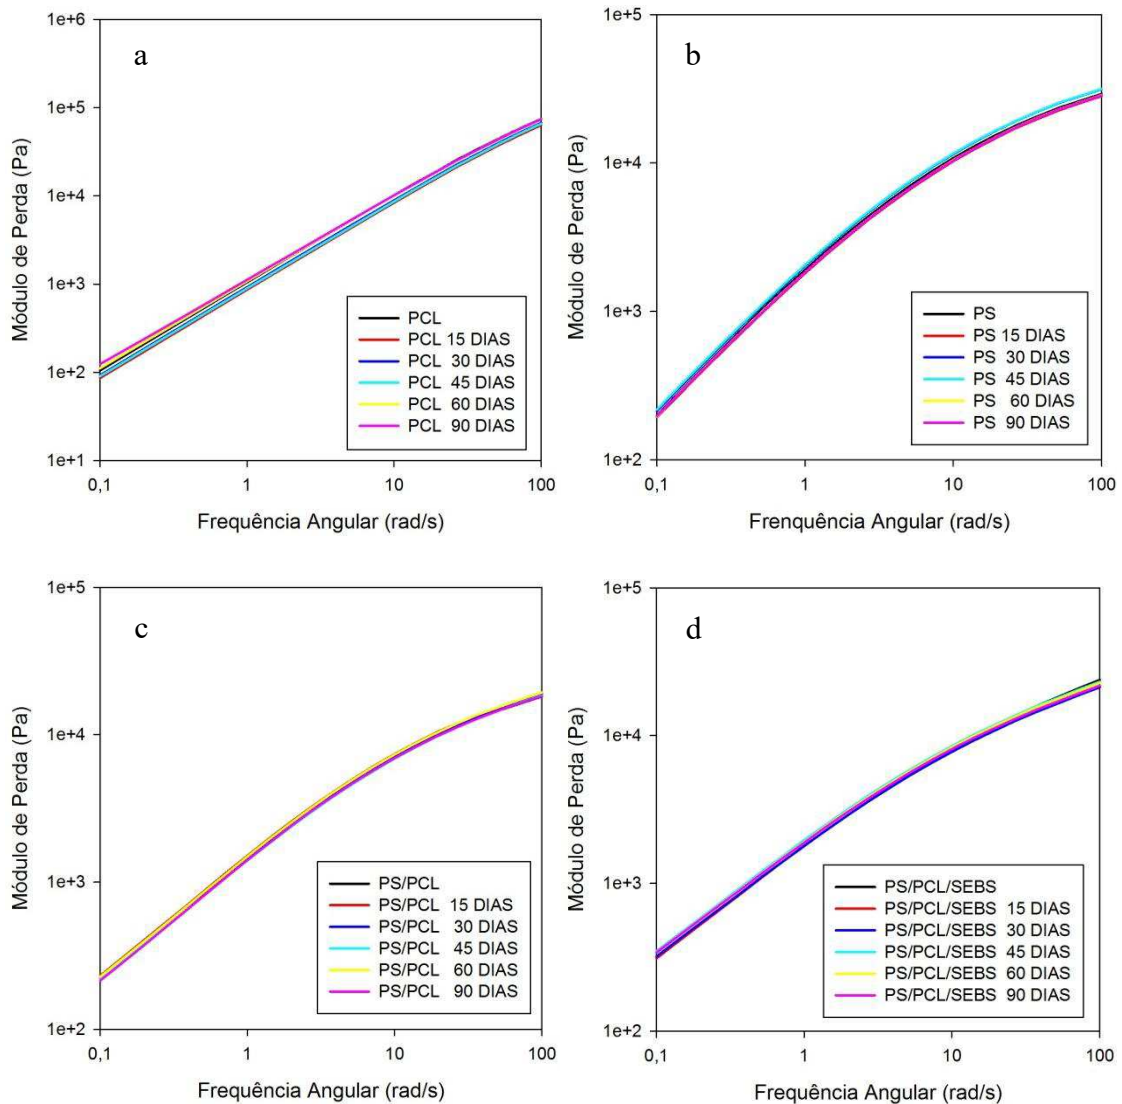 a
1e+6
1e+5
1e+4
1e+3
1e+2
1e+1
Módulo de Perda (Pa)
PCL
PCL 15 DIAS
PCL 30 DIAS
PCL 45 DIAS
PCL 60 DIAS
PCL 90 DIAS
0,1 1 10 100
Frequência Angular (rad/s)
b
1e+5
1e+4
1e+3
1e+2
Módulo de Perda (Pa)
PS
PS 15 DIAS
PS 30 DIAS
PS 45 DIAS
PS 60 DIAS
PS 90 DIAS
0,1 1 10 100
Frenquência Angular (rad/s)
c
1e+5
1e+4
1e+3
1e+2
Módulo de Perda (Pa)
PS/PCL
PS/PCL 15 DIAS
PS/PCL 30 DIAS
PS/PCL 45 DIAS
PS/PCL 60 DIAS
PS/PCL 90 DIAS
0,1 1 10 100
Frequência Angular (rad/s)
d
1e+5
1e+4
1e+3
1e+2
Módulo de Perda (Pa)
PS/PCL/SEBS
PS/PCL/SEBS 15 DIAS
PS/PCL/SEBS 30 DIAS
PS/PCL/SEBS 45 DIAS
PS/PCL/SEBS 60 DIAS
PS/PCL/SEBS 90 DIAS
0,1 1 10 100
Frequência Angular (rad/s)